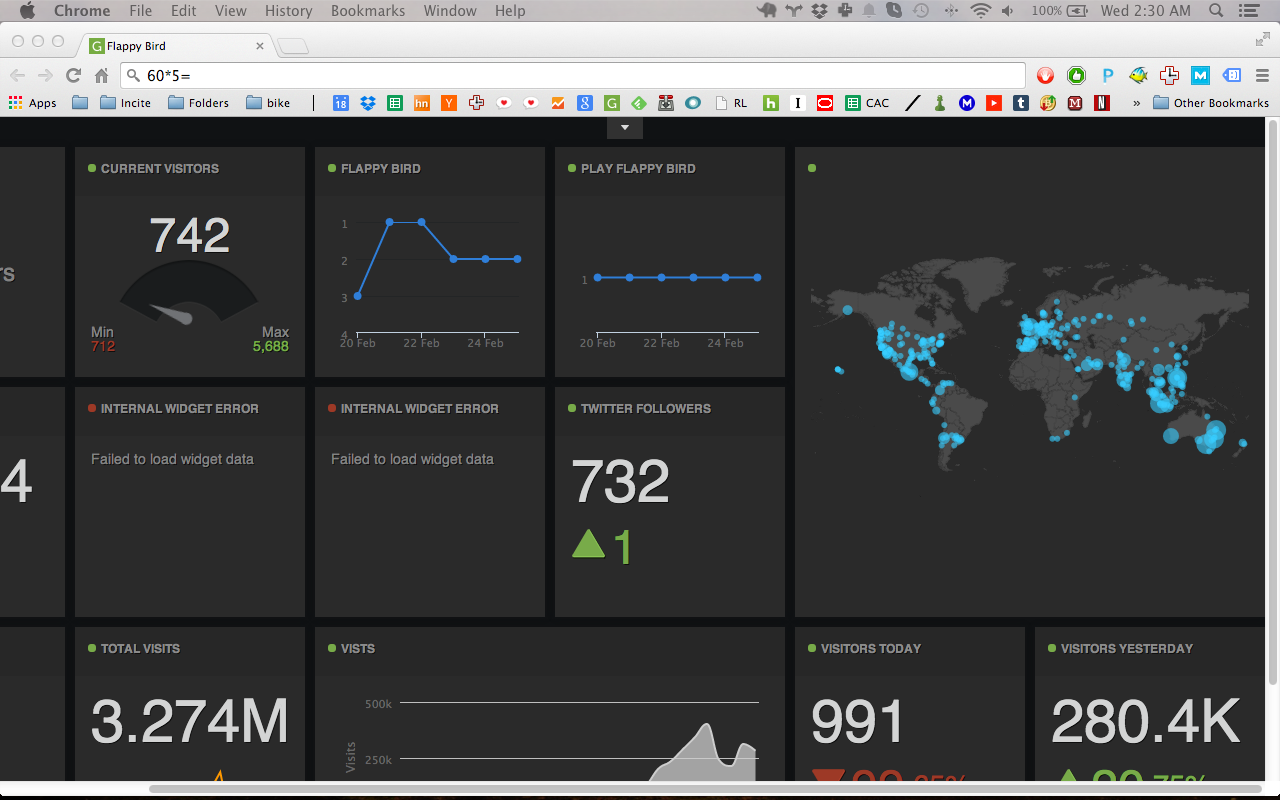 Chrome File Edit View History Bookmarks Window Help 100% Wed 2:30 AM
G Flappy Bird
60*5=
P M
Apps Incite Folders bike 18 hn Y 8 G RL h I CAC M t M N » Other Bookmarks
CURRENT VISITORS
742
Min Max
712 5,688
FLAPPY BIRD
1
2
3
4
20 Feb 22 Feb 24 Feb
PLAY FLAPPY BIRD
1
20 Feb 22 Feb 24 Feb
rs
4
INTERNAL WIDGET ERROR
Failed to load widget data
INTERNAL WIDGET ERROR
Failed to load widget data
TWITTER FOLLOWERS
732
1
TOTAL VISITS
3.274M
VISTS
500k
250k
Visits
VISITORS TODAY
991
VISITORS YESTERDAY
280.4K